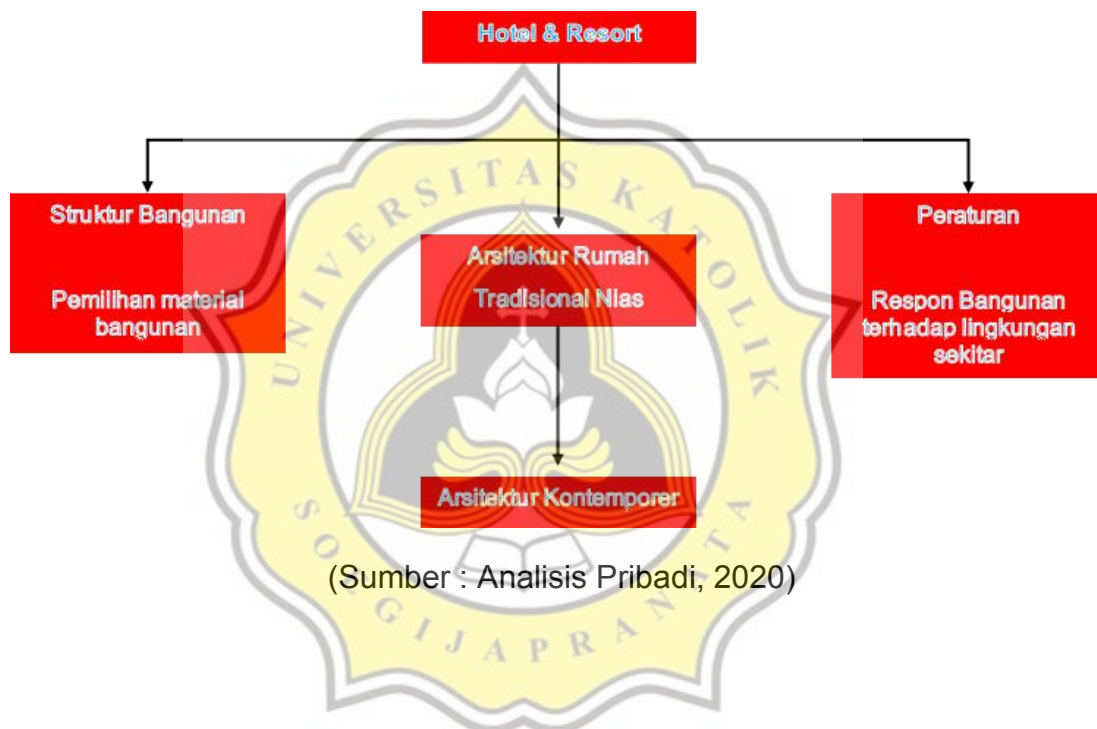 Hotel & Resort
Struktur Bangunan
Pemilihan material
bangunan
Arsitektur Rumah
Tradisional Nias
Peraturan
Respon Bangunan
terhadap lingkungan
sekitar
Arsitektur Kontemporer
(Sumber : Analisis Pribadi, 2020)
UNIVERSITAS KATOLIK
SOEGIJAPRANATA